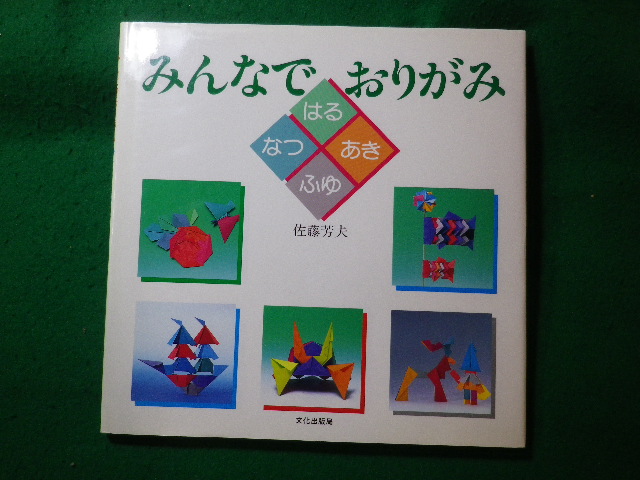 みんなで おりがみ
はる
なつ
あき
ふゆ
佐藤芳夫
文化出版局